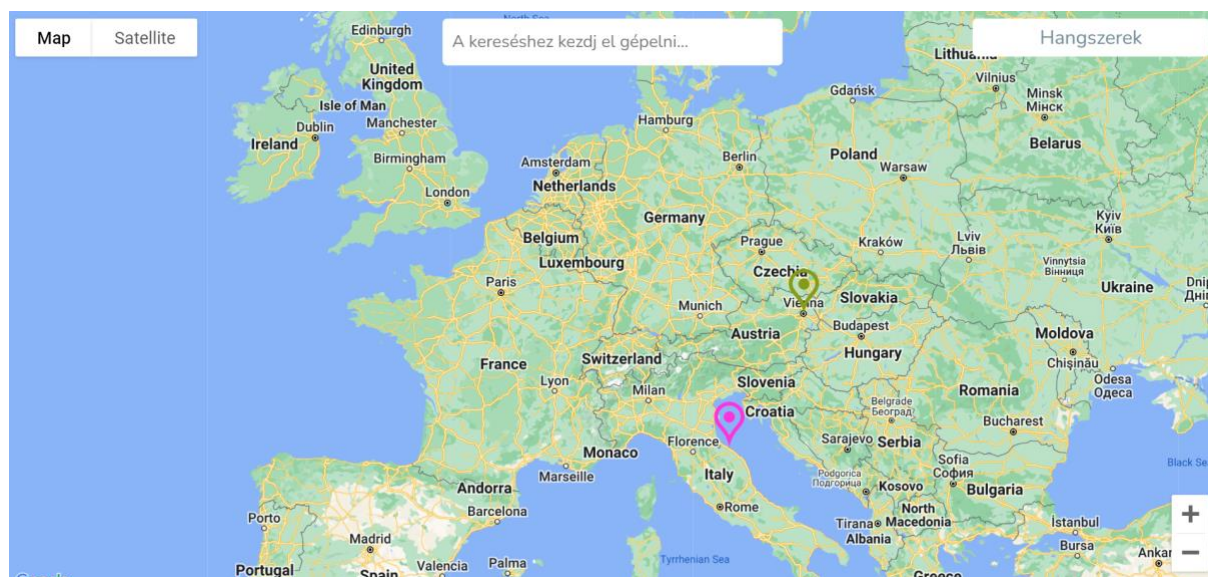 North Sea
Map
Satellite
A kereséshez kezdj el gépelni...
Hangszerek
Edinburgh
United
Kingdom
Isle of Man
Dublin
Manchester
Ireland
Birmingham
London
Hamburg
Amsterdam
Netherlands
Berlin
Gdańsk
Lithuania
Vilnius
Minsk
Мінск
Belarus
Poland
Warsaw
Germany
Belgium
Luxembourg
Prague
Czechia
Kraków
Lviv
Львів
Kyiv
Київ
Vinnytsia
Вінниця
Ukraine
Paris
Munich
Vienna
Slovakia
Austria
Budapest
Hungary
Moldova
Chișinău
Odesa
Одеса
France
Switzerland
Lyon
Milan
Slovenia
Croatia
Belgrade
Београд
Romania
Bucharest
Florence
Monaco
Marseille
Italy
Sarajevo
Serbia
Sofia
София
Bulgaria
Podgorica
Подгорица
Kosovo
Andorra
Barcelona
Rome
North
Macedonia
Tirana
Albania
İstanbul
Bursa
Porto
Madrid
Portugal
Spain
Valencia
Palma
Tyrrhenian Sea
Greece
+
−